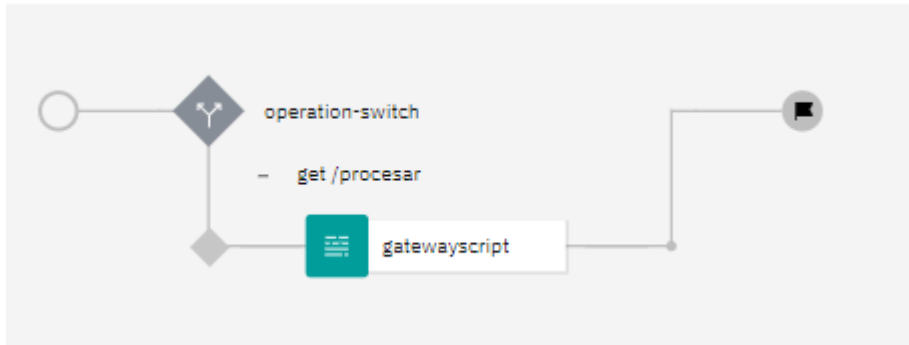 operation-switch
– get /procesar
gatewayscript